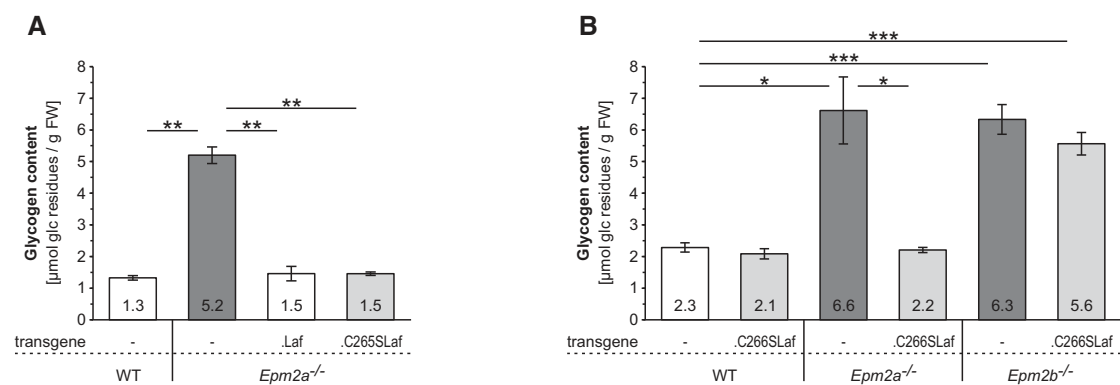 A
Glycogen content
[µmol glc residues / g FW]
8
7
6
5
4
3
2
1
0
**
**
**
1.3
5.2
1.5
1.5
transgene
-
-
.Laf
.C265SLaf
WT
Epm2a-/-
B
Glycogen content
[µmol glc residues / g FW]
8
7
6
5
4
3
2
1
0
***
***
*
*
2.3
2.1
6.6
2.2
6.3
5.6
transgene
-
.C266SLaf
-
.C266SLaf
-
.C266SLaf
WT
Epm2a-/-
Epm2b-/-